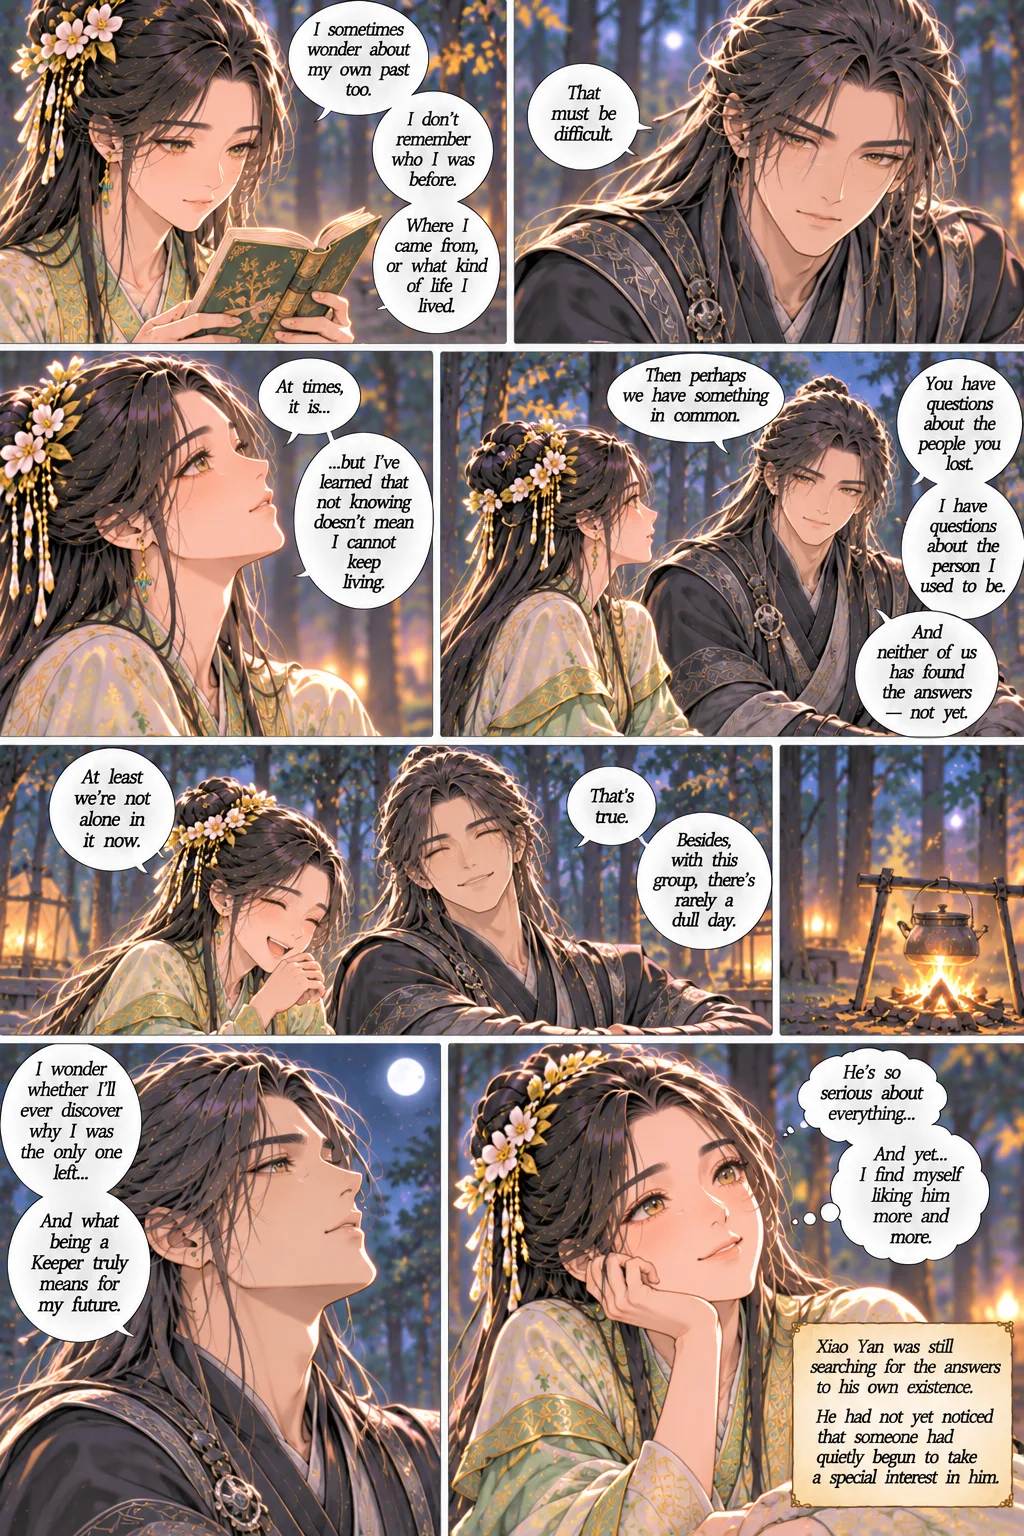 I sometimes
wonder about
my own past
too.
I don't
remember
who I was
before.
Where I
came from,
or what kind
of life I
lived.
That
must be
difficult.
At times,
it is...
...but I've
learned that
not knowing
doesn't mean
I cannot
keep
living.
Then perhaps
we have something
in common.
You have
questions
about the
people you
lost.
I have
questions
about the
person I
used to be.
And
neither of us
has found
the answers
— not yet.
At least
we're not
alone in
it now.
That's
true.
Besides,
with this
group, there's
rarely a
dull day.
I wonder
whether I'll
ever discover
why I was
the only one
left...
And what
being a
Keeper truly
means for
my future.
He's so
serious about
everything...
And yet...
I find myself
liking him
more and
more.
Xiao Yan was still
searching for the answers
to his own existence.
He had not yet noticed
that someone had
quietly begun to take
a special interest in him.